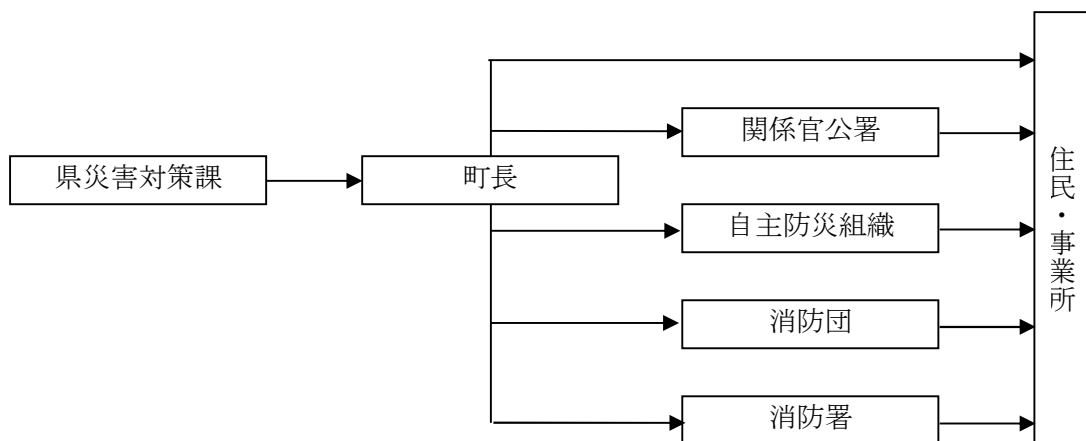 関係官公署
県災害対策課
町長
自主防災組織
消防団
消防署
住民・事業所